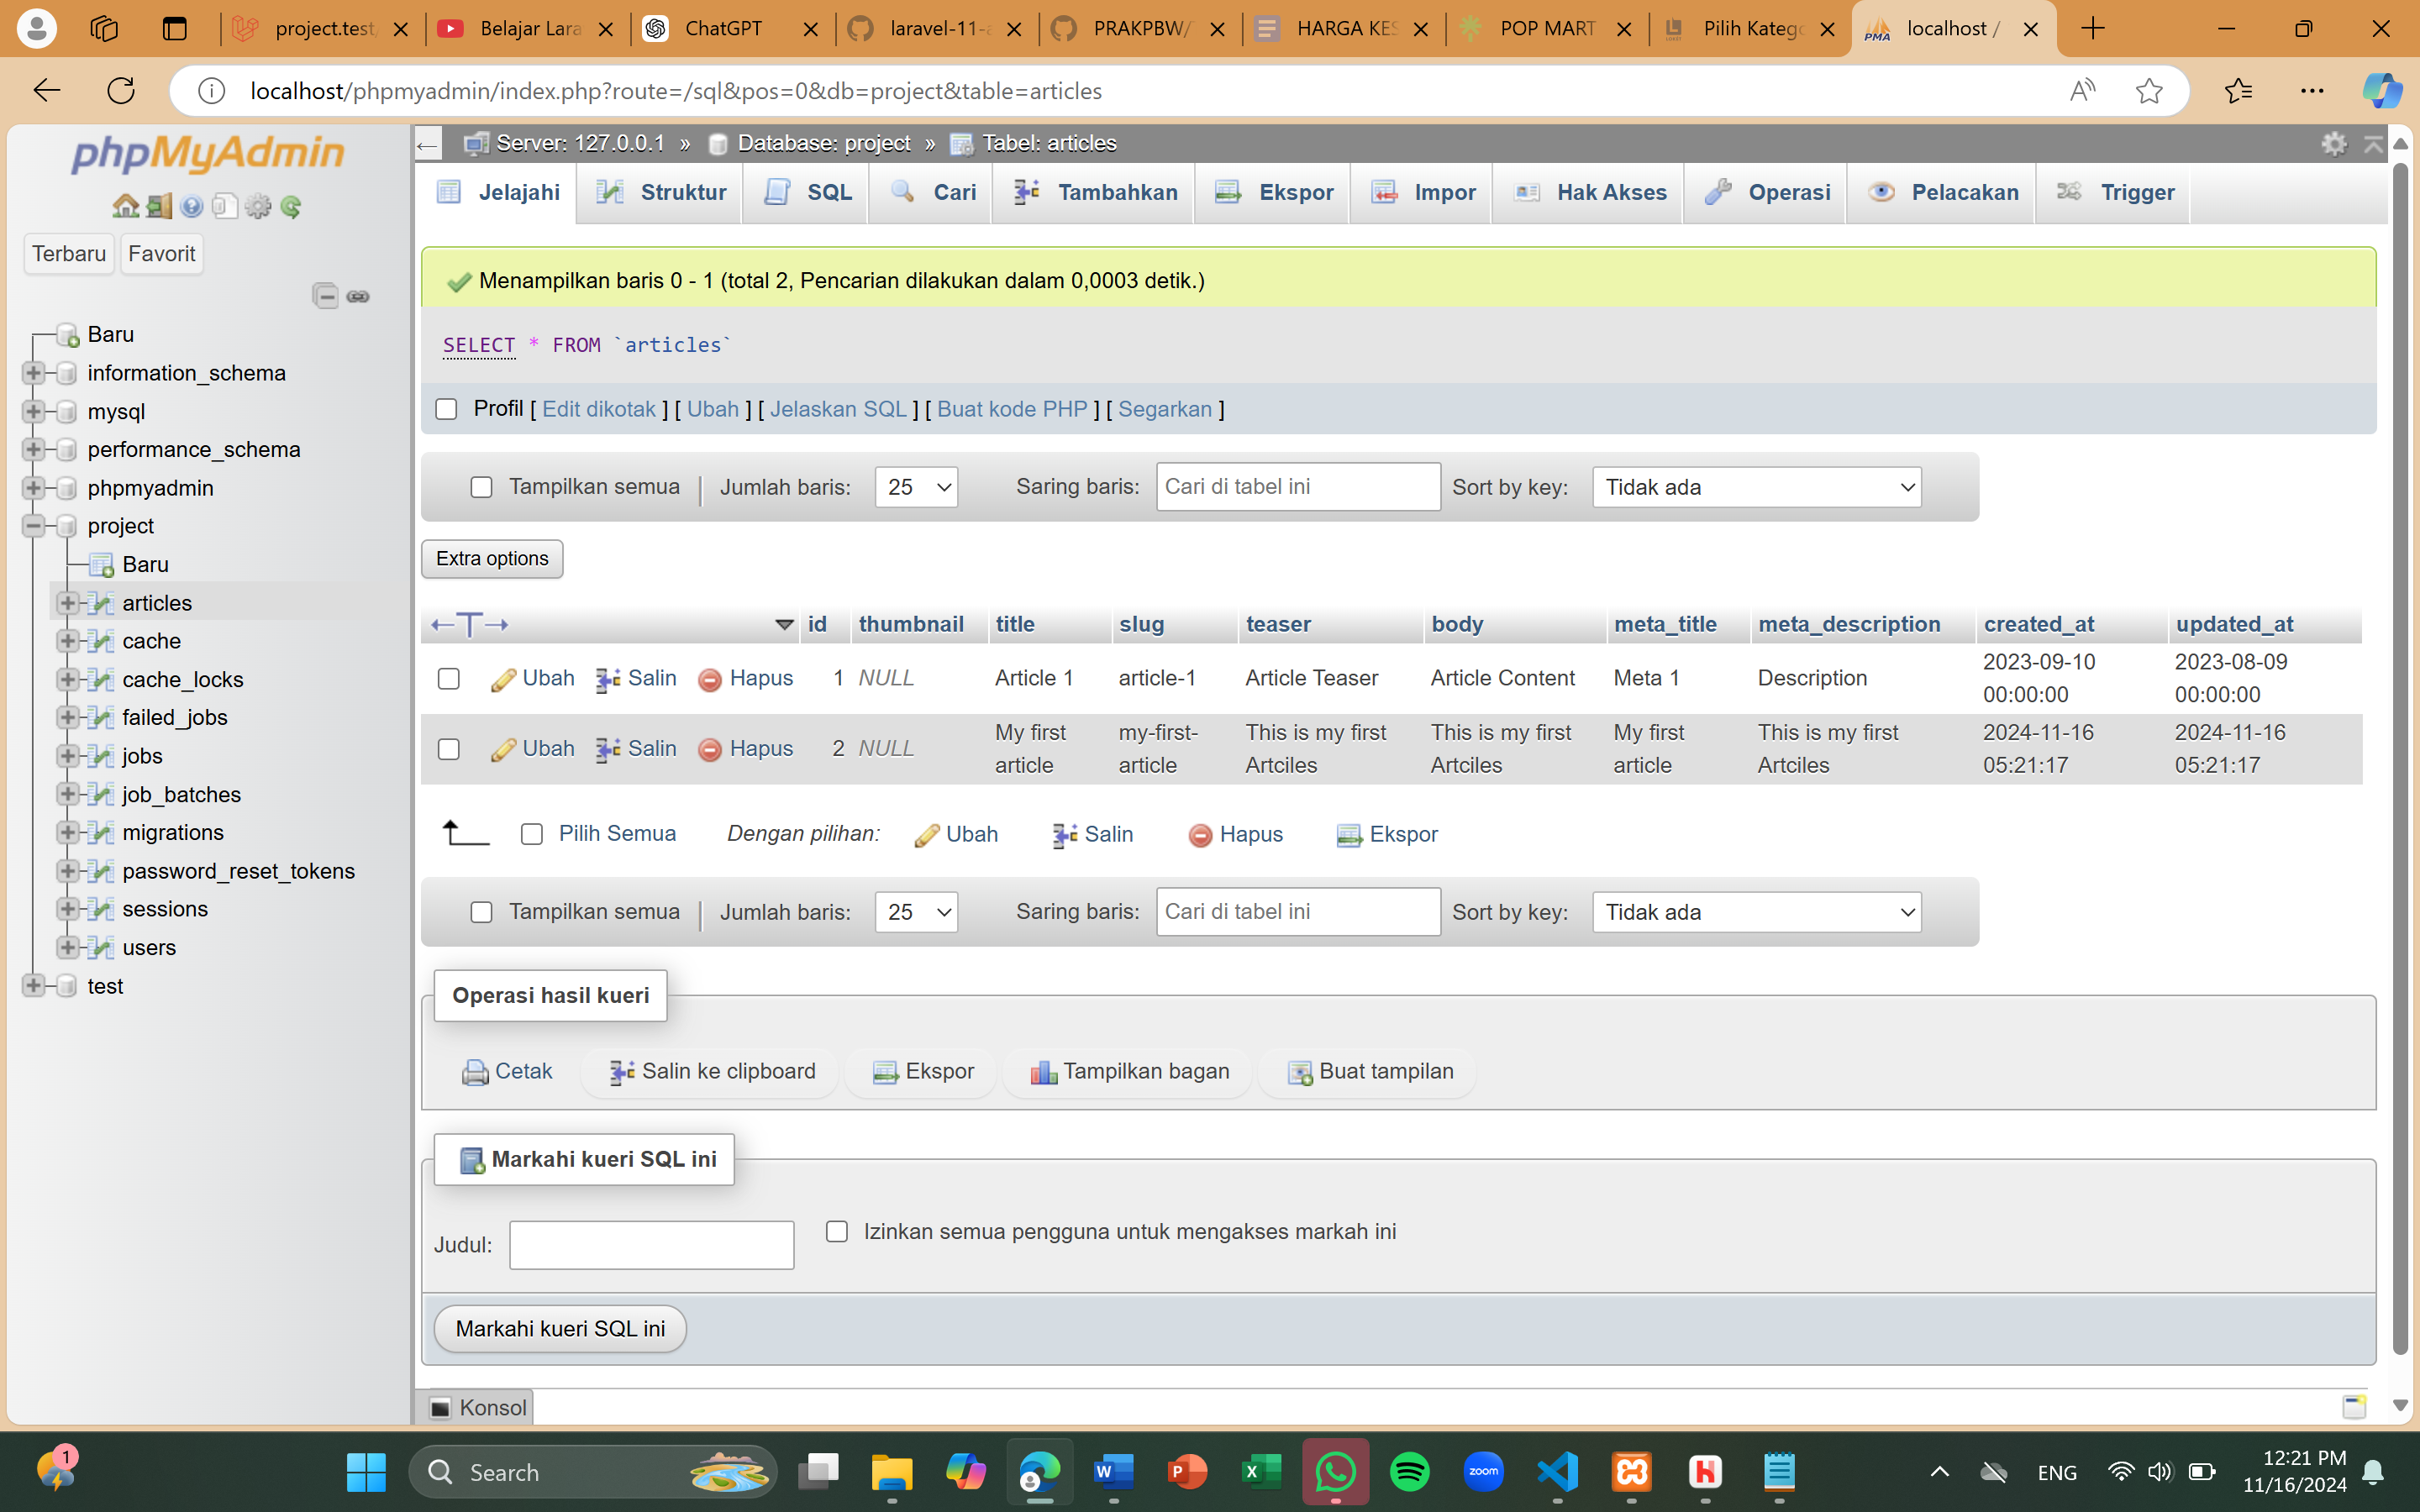 project.test/
Belajar Lara
ChatGPT
laravel-11-a
PRAKPBW/
HARGA KES
POP MART
Pilih Katego
localhost /
localhost/phpmyadmin/index.php?route=/sql&pos=0&db=project&table=articles
phpMyAdmin
Terbaru
Favorit
Baru
information_schema
mysql
performance_schema
phpmyadmin
project
Baru
articles
cache
cache_locks
failed_jobs
jobs
job_batches
migrations
password_reset_tokens
sessions
users
test
Server: 127.0.0.1 » Database: project » Tabel: articles
Jelajahi
Struktur
SQL
Cari
Tambahkan
Ekspor
Impor
Hak Akses
Operasi
Pelacakan
Trigger
Menampilkan baris 0 - 1 (total 2, Pencarian dilakukan dalam 0,0003 detik.)
SELECT * FROM `articles`
Profil [ Edit dikotak ] [ Ubah ] [ Jelaskan SQL ] [ Buat kode PHP ] [ Segarkan ]
Tampilkan semua | Jumlah baris: 25 Saring baris: Cari di tabel ini Sort by key: Tidak ada
Extra options
←T→ id thumbnail title slug teaser body meta_title meta_description created_at updated_at
Ubah Salin Hapus 1 NULL Article 1 article-1 Article Teaser Article Content Meta 1 Description 2023-09-10 00:00:00 2023-08-09 00:00:00
Ubah Salin Hapus 2 NULL My first article my-first-article This is my first Artciles This is my first Artciles My first article This is my first Artciles 2024-11-16 05:21:17 2024-11-16 05:21:17
Pilih Semua Dengan pilihan: Ubah Salin Hapus Ekspor
Tampilkan semua | Jumlah baris: 25 Saring baris: Cari di tabel ini Sort by key: Tidak ada
Operasi hasil kueri
Cetak Salin ke clipboard Ekspor Tampilkan bagan Buat tampilan
Markahi kueri SQL ini
Judul: Izinkan semua pengguna untuk mengakses markah ini
Markahi kueri SQL ini
Konsol
1
Search
zoom
ENG
12:21 PM
11/16/2024